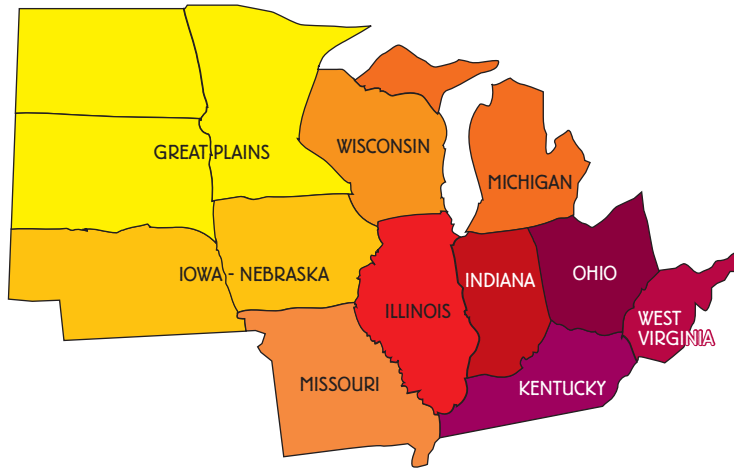 GREAT PLAINS
WISCONSIN
MICHIGAN
IOWA - NEBRASKA
ILLINOIS
INDIANA
OHIO
WEST
VIRGINIA
MISSOURI
KENTUCKY